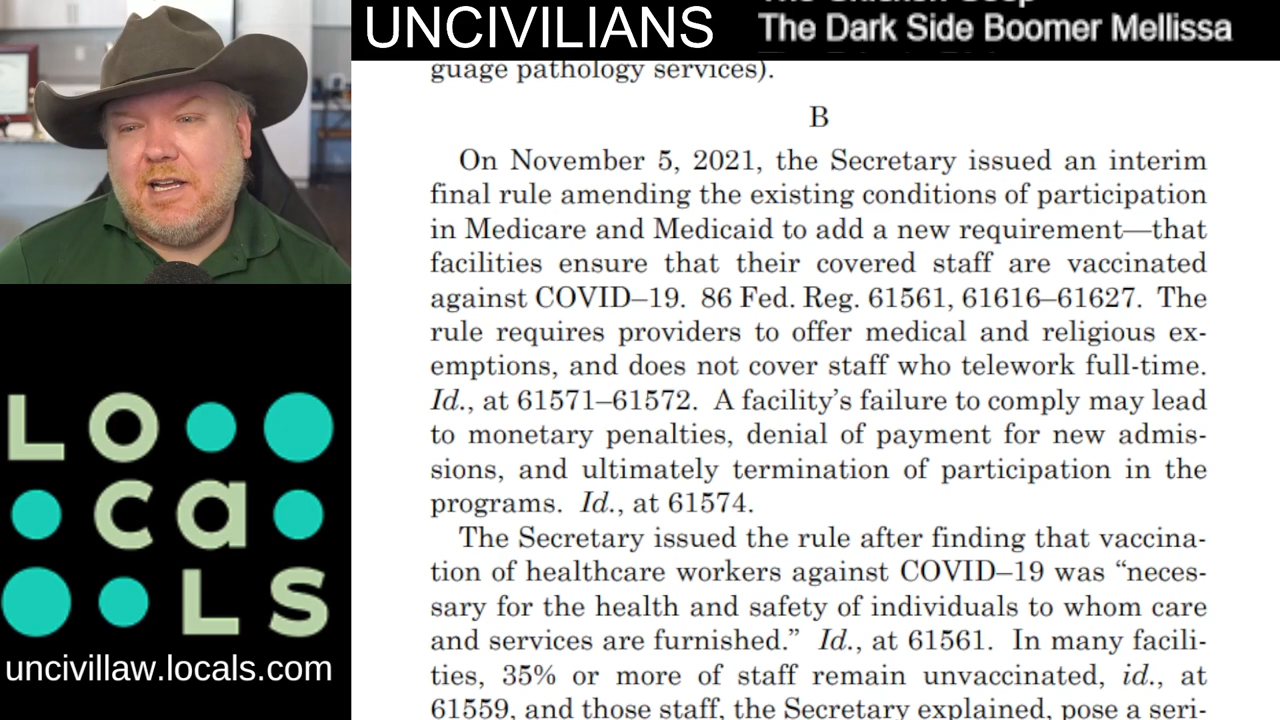 UNCIVILIANS
The Dark Side Boomer Mellissa
guage pathology services).
B
On November 5, 2021, the Secretary issued an interim
final rule amending the existing conditions of participation
in Medicare and Medicaid to add a new requirement—that
facilities ensure that their covered staff are vaccinated
against COVID–19. 86 Fed. Reg. 61561, 61616–61627. The
rule requires providers to offer medical and religious ex-
emptions, and does not cover staff who telework full-time.
Id., at 61571–61572. A facility’s failure to comply may lead
to monetary penalties, denial of payment for new admis-
sions, and ultimately termination of participation in the
programs. Id., at 61574.
The Secretary issued the rule after finding that vaccina-
tion of healthcare workers against COVID–19 was “neces-
sary for the health and safety of individuals to whom care
and services are furnished.” Id., at 61561. In many facili-
ties, 35% or more of staff remain unvaccinated, id., at
61559, and those staff, the Secretary explained, pose a seri-
LO
ca
LS
uncivillaw.locals.com